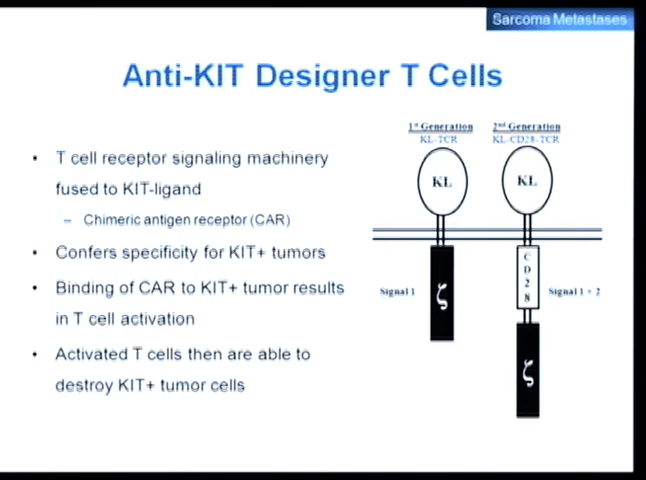 Sarcoma Metastases
Anti-KIT Designer T Cells
• T cell receptor signaling machinery
fused to KIT-ligand
– Chimeric antigen receptor (CAR)
• Confers specificity for KIT+ tumors
• Binding of CAR to KIT+ tumor results
in T cell activation
• Activated T cells then are able to
destroy KIT+ tumor cells
1st Generation
KL-TCR
2nd Generation
KL-CD28-TCR
KL
KL
C
D
2
8
Signal 1
ζ
Signal 1 + 2
ζ